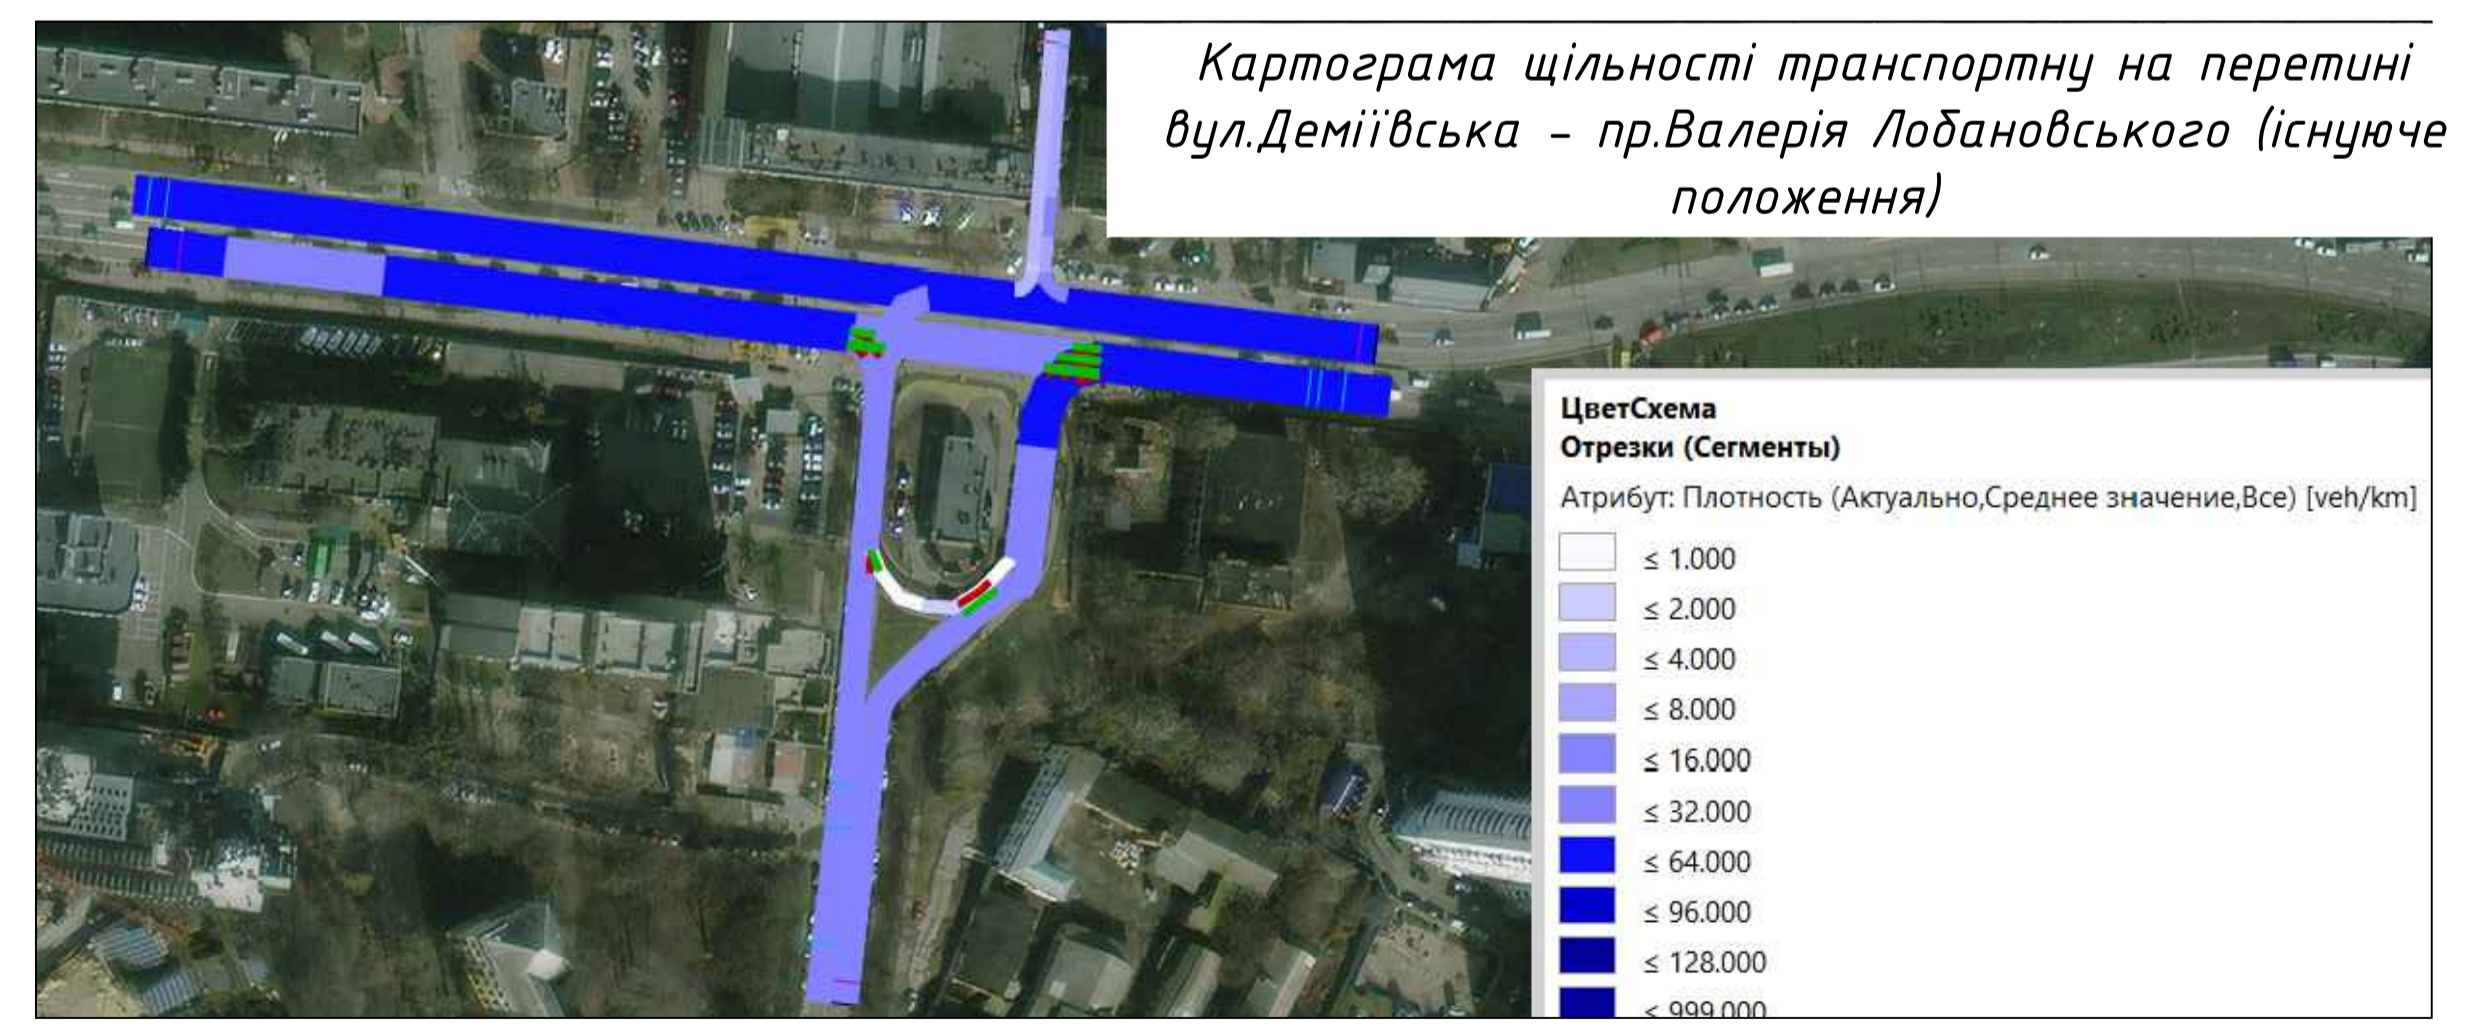 Картограма щільності транспортну на перетині
вул.Деміївська - пр.Валерія Лобановського (існуюче
положення)
ЦветСхема
Отрезки (Сегменты)
Атрибут: Плотность (Актуально,Среднее значение,Все) [veh/km]
≤ 1.000
≤ 2.000
≤ 4.000
≤ 8.000
≤ 16.000
≤ 32.000
≤ 64.000
≤ 96.000
≤ 128.000
≤ 999.000